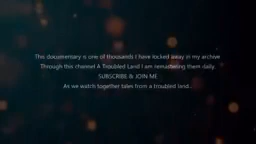 This documentary is one of thousands I have locked away in my archive
Through this channel A Troubled Land I am remastering them daily.
SUBSCRIBE & JOIN ME
As we watch together tales from a troubled land..